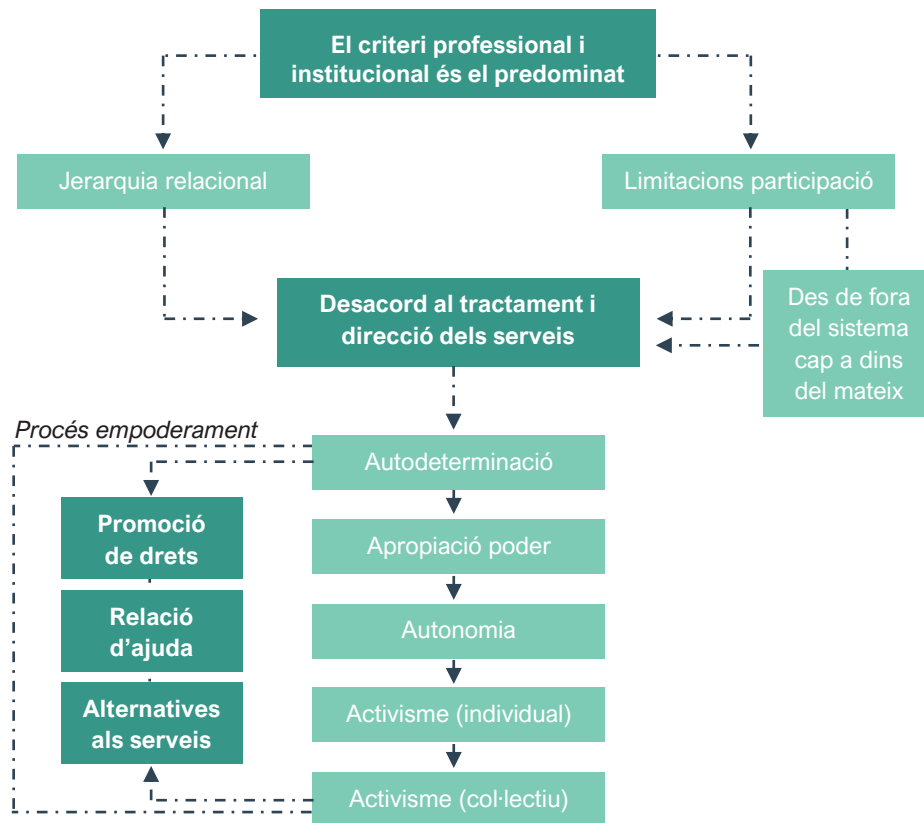 El criteri professional i
institucional és el predominat
Jerarquia relacional
Limitacions participació
Desacord al tractament i
direcció dels serveis
Des de fora
del sistema
cap a dins
del mateix
Procés empoderament
Autodeterminació
Promoció
de drets
Apropiació poder
Relació
d'ajuda
Autonomia
Alternatives
als serveis
Activisme (individual)
Activisme (col·lectiu)